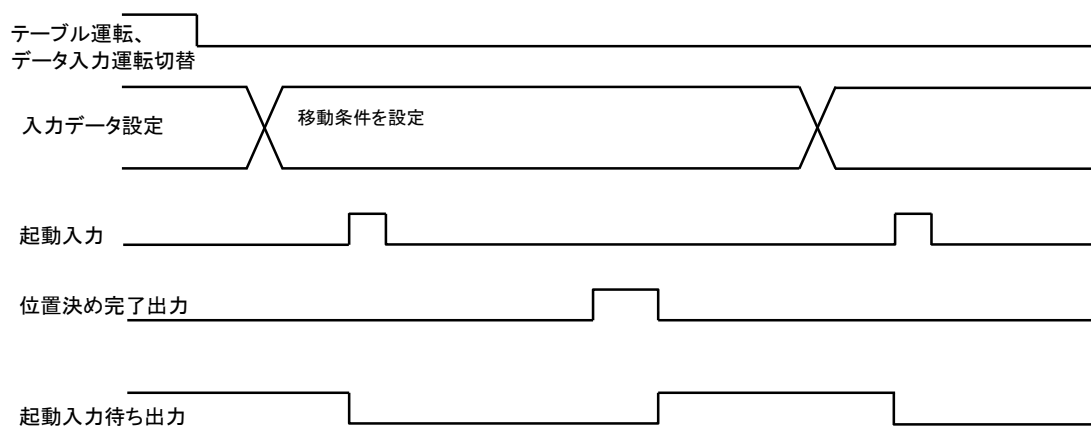 テーブル運転、
データ入力運転切替
入力データ設定
移動条件を設定
起動入力
位置決め完了出力
起動入力待ち出力